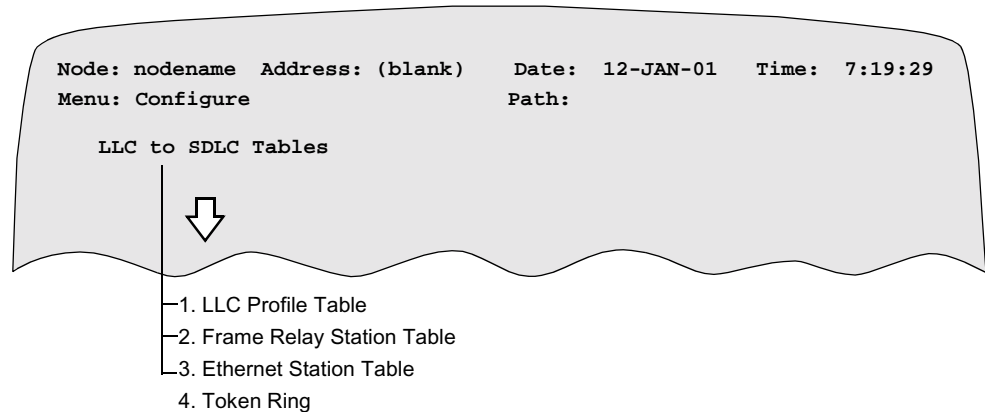 Node: nodename Address: (blank) Date: 12-JAN-01 Time: 7:19:29
Menu: Configure Path:
LLC to SDLC Tables
1. LLC Profile Table
2. Frame Relay Station Table
3. Ethernet Station Table
4. Token Ring